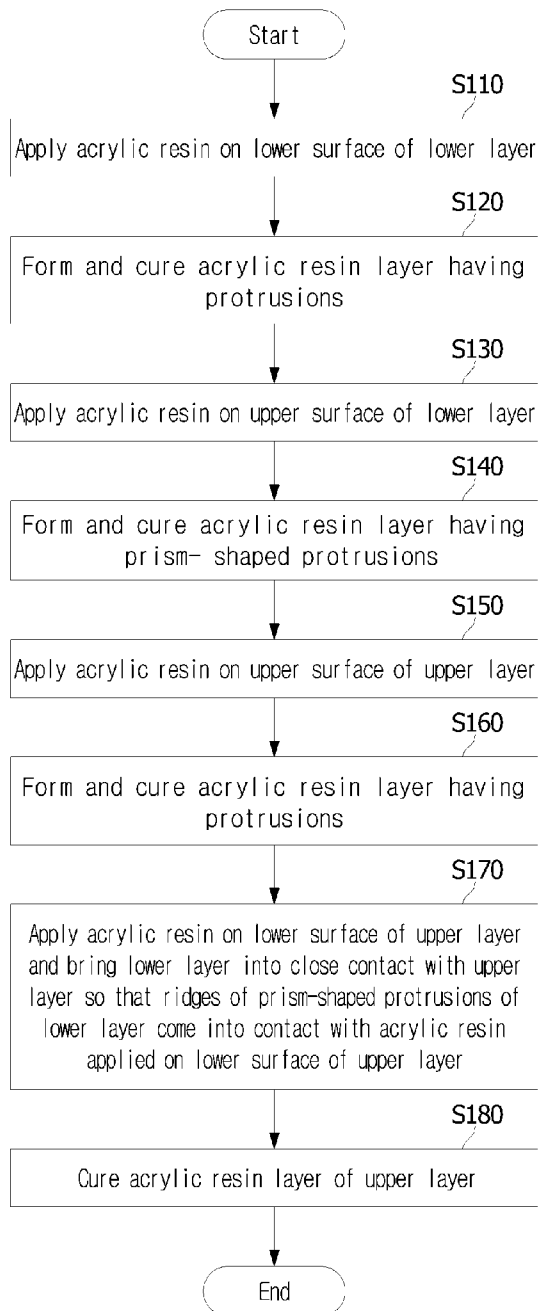 Start
S110
Apply acrylic resin on lower surface of lower layer
S120
Form and cure acrylic resin layer having
protrusions
S130
Apply acrylic resin on upper surface of lower layer
S140
Form and cure acrylic resin layer having
prism- shaped protrusions
S150
Apply acrylic resin on upper surface of upper layer
S160
Form and cure acrylic resin layer having
protrusions
S170
Apply acrylic resin on lower surface of upper layer
and bring lower layer into close contact with upper
layer so that ridges of prism-shaped protrusions of
lower layer come into contact with acrylic resin
applied on lower surface of upper layer
S180
Cure acrylic resin layer of upper layer
End